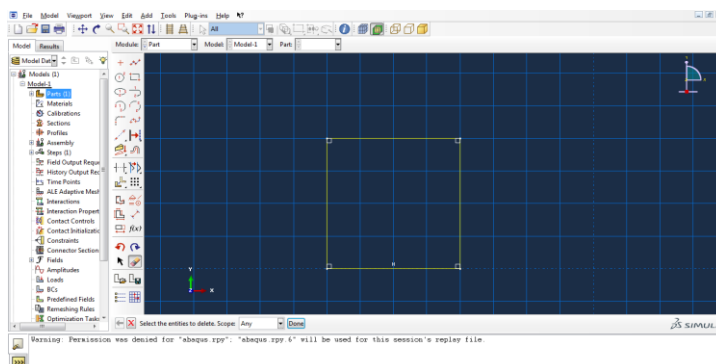 File Model Viewport View Edit Add Tools Plug-ins Help
All
Model Results Module: Part Model: Model-1 Part:
Model Dat
Models (1)
Model-1
Parts (1)
Materials
Calibrations
Sections
Profiles
Assembly
Steps (1)
Field Output Reque
History Output Rec
Time Points
ALE Adaptive Mesh
Interactions
Interaction Propert
Contact Controls
Contact Initializatic
Constraints
Connector Section
Fields
Amplitudes
Loads
BCs
Predefined Fields
Remeshing Rules
Optimization Tasks
f(x)
H
Y
Z X
Select the entities to delete. Scope: Any Done
SIMUL
Warning: Permission was denied for "abaqus.rpy"; "abaqus.rpy.6" will be used for this session's replay file.
>>>